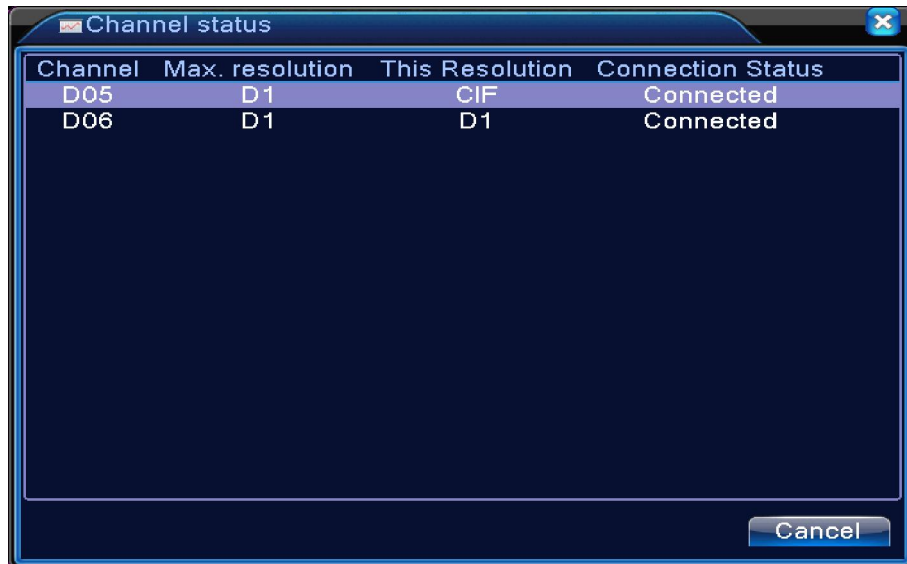 Channel status
Channel Max. resolution This Resolution Connection Status
D05 D1 CIF Connected
D06 D1 D1 Connected
Cancel